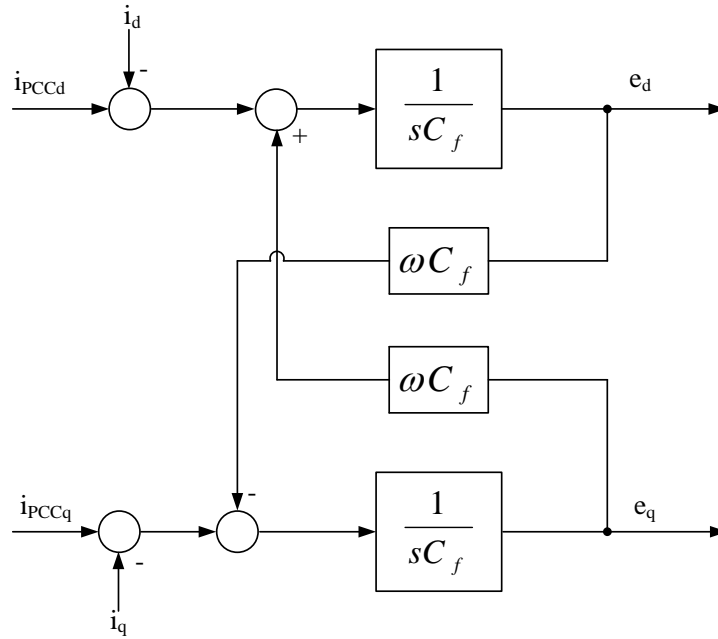 i_d
-
i_PCCd
+
1
sC_f
e_d
ωC_f
ωC_f
-
i_PCCq
-
i_q
1
sC_f
e_q